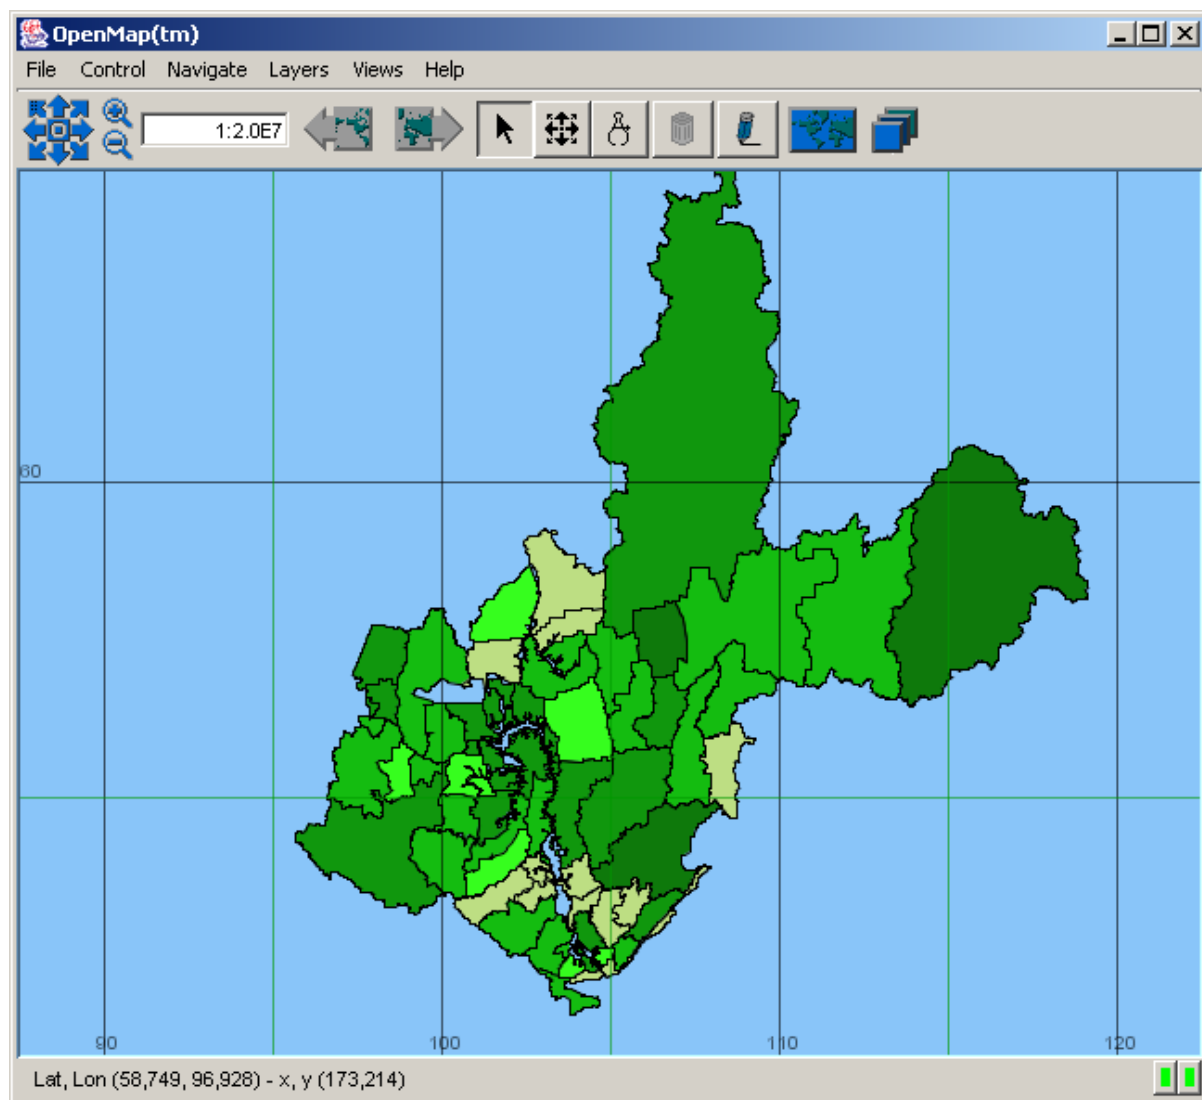 OpenMap(tm)
File Control Navigate Layers Views Help
1:2.0E7
60
90 100 110 120
Lat, Lon (58,749, 96,928) - x, y (173,214)